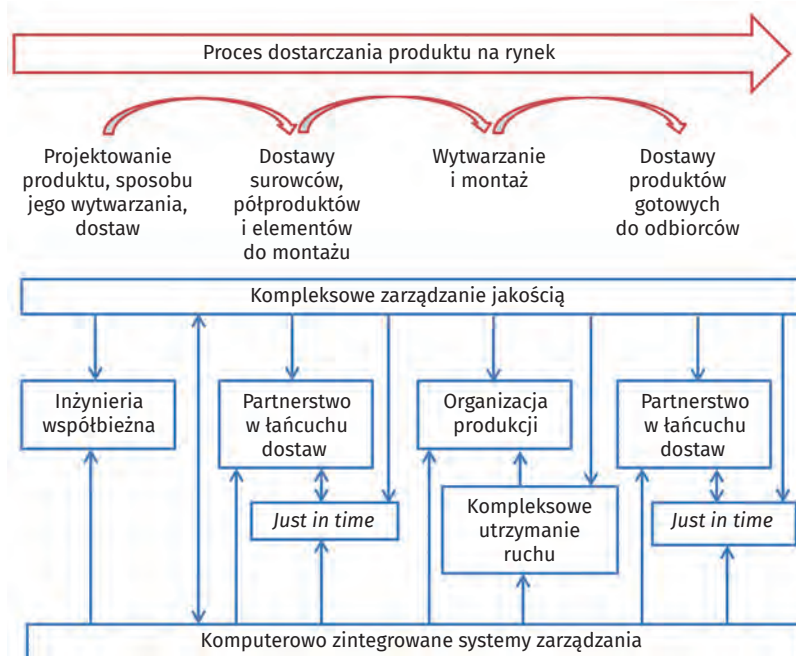 Proces dostarczania produktu na rynek
Projektowanie
produktu, sposobu
jego wytwarzania,
dostaw
Dostawy
surowców,
półproduktów
i elementów
do montażu
Wytwarzanie
i montaż
Dostawy
produktów
gotowych
do odbiorców
Kompleksowe zarządzanie jakością
Inżynieria
współbieżna
Partnerstwo
w łańcuchu
dostaw
Organizacja
produkcji
Partnerstwo
w łańcuchu
dostaw
Just in time
Kompleksowe
utrzymanie
ruchu
Just in time
Komputerowo zintegrowane systemy zarządzania